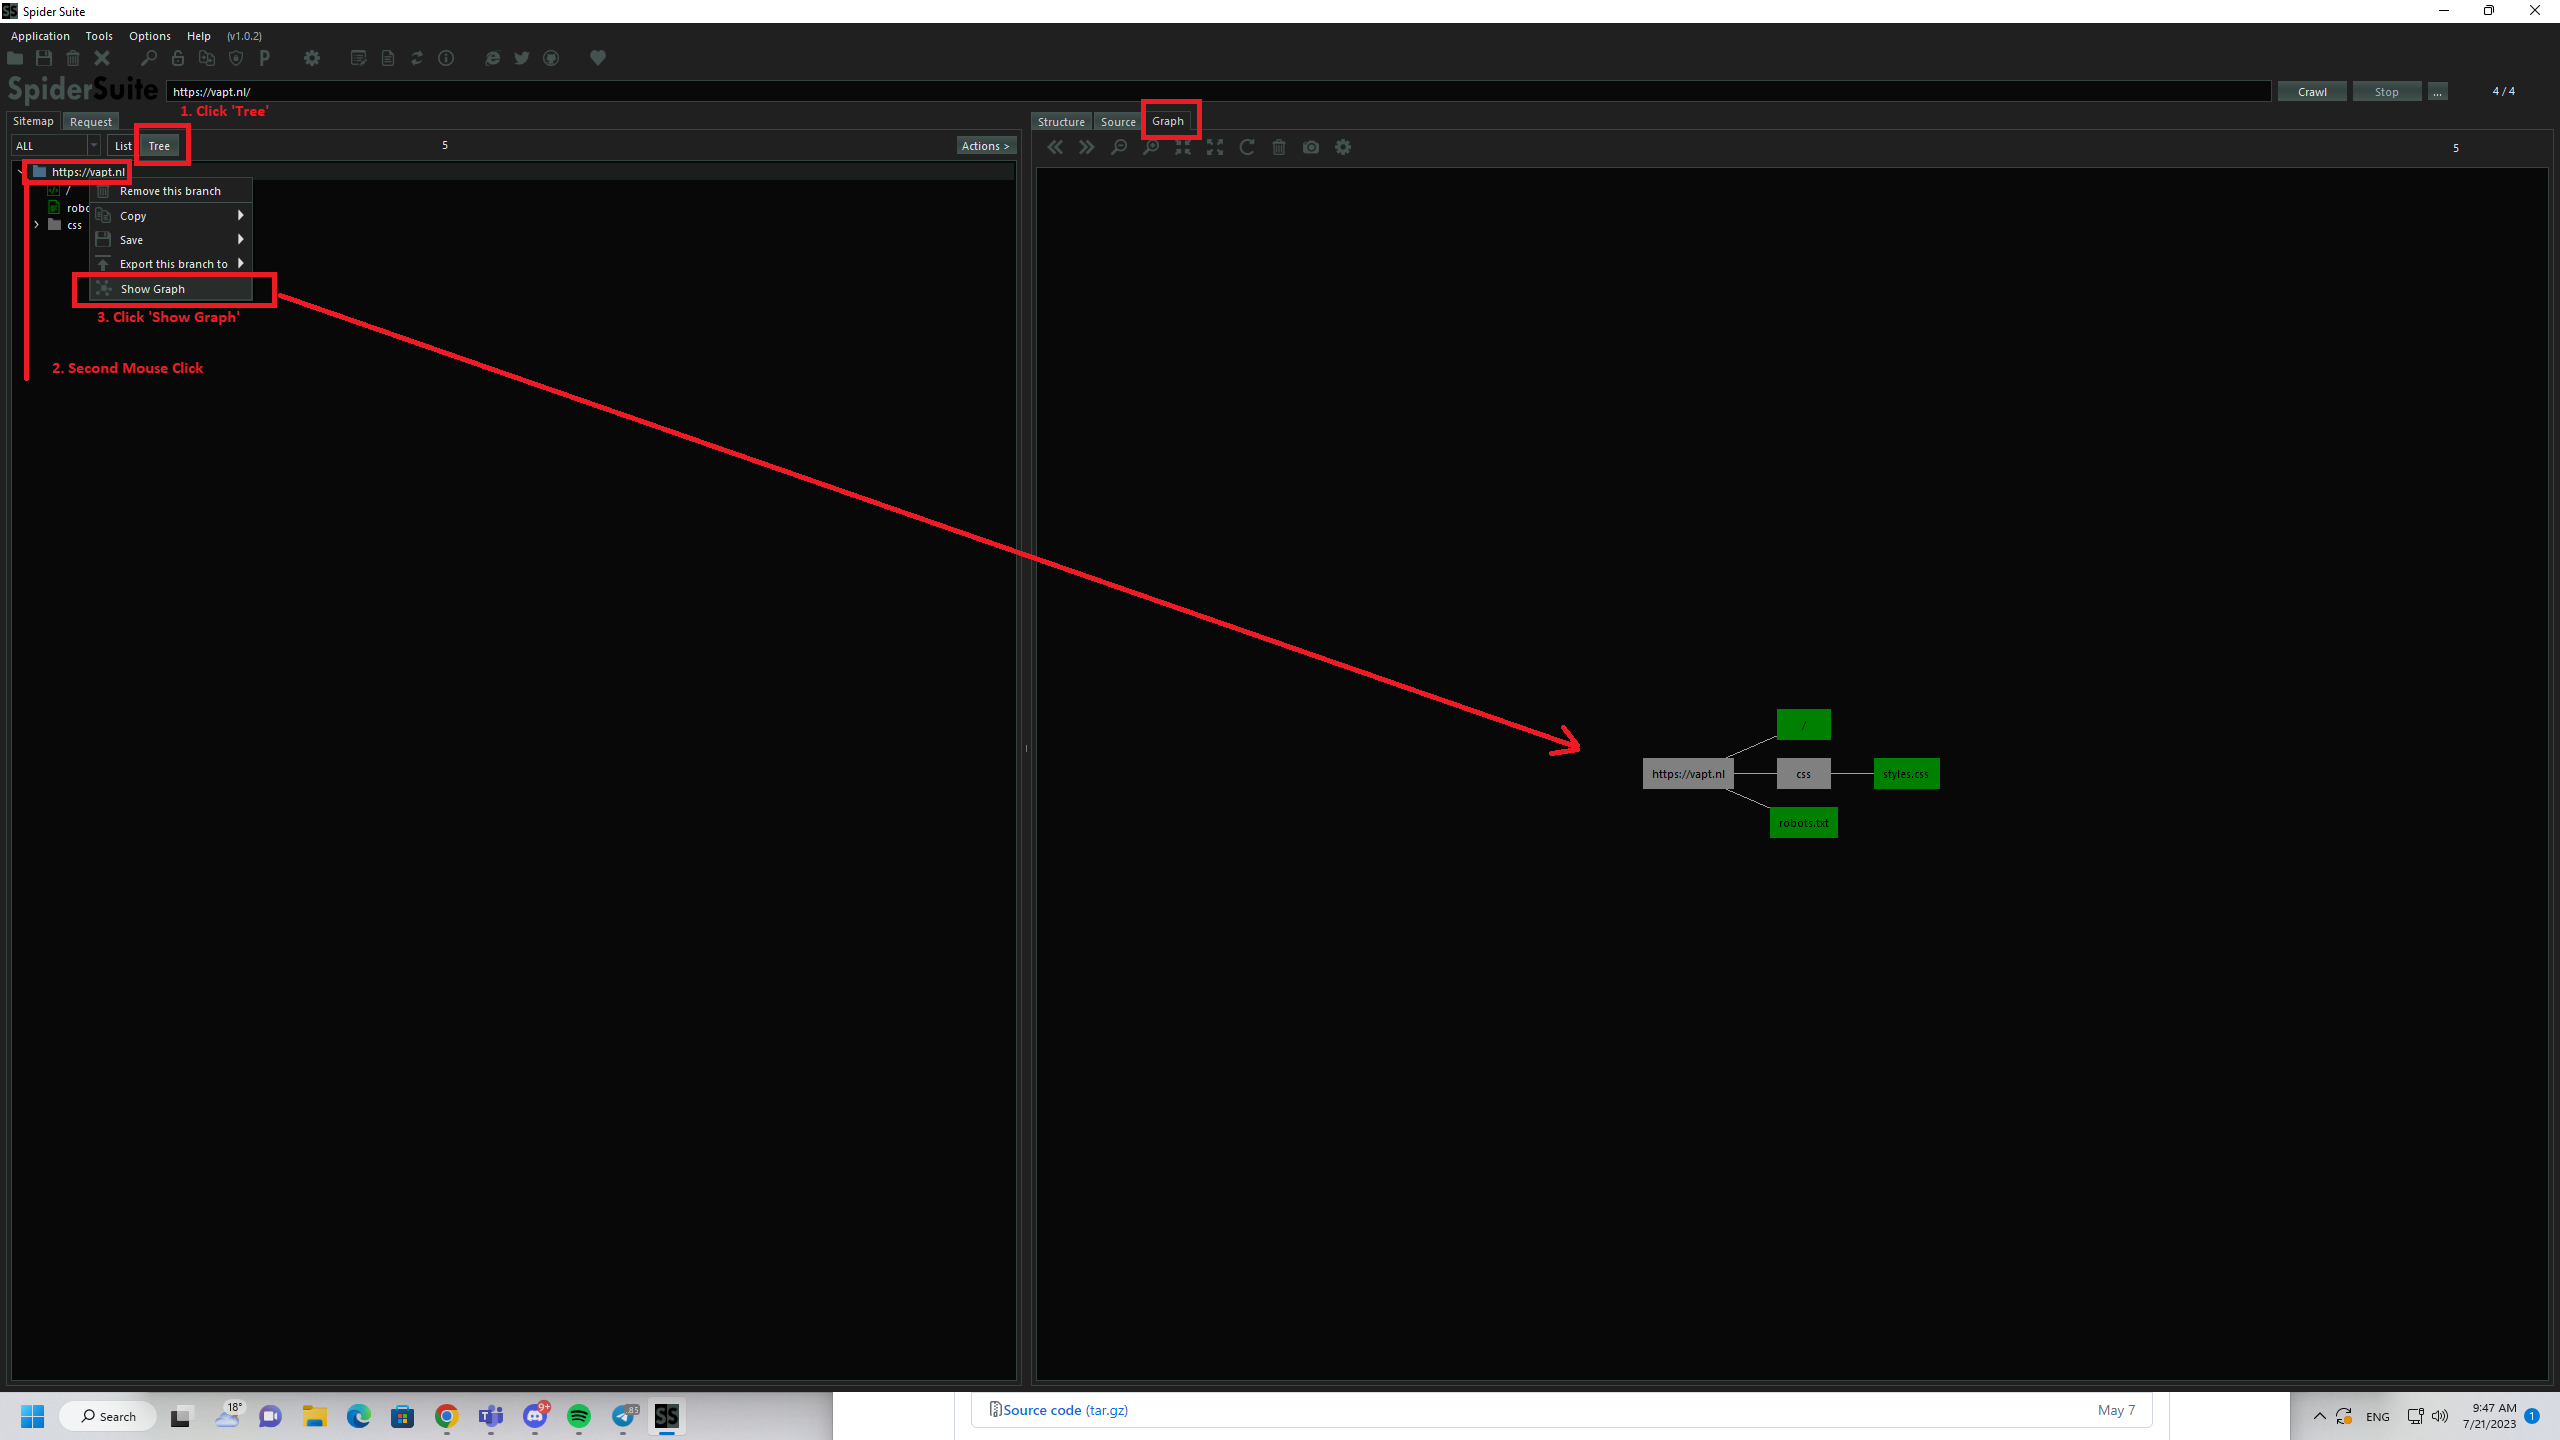 Spider Suite
Application Tools Options Help (v1.0.2)
SpiderSuite https://vapt.nl/ Crawl Stop ... 4 / 4
1. Click 'Tree'
Sitemap Request
ALL List Tree 5 Actions >
https://vapt.nl
/
robo
css
Remove this branch
Copy
Save
Export this branch to
Show Graph
3. Click 'Show Graph'
2. Second Mouse Click
Structure Source Graph
5
/
https://vapt.nl css styles.css
robots.txt
Search
18°
9+
85
SS
Source code (tar.gz) May 7
ENG
9:47 AM
7/21/2023
1